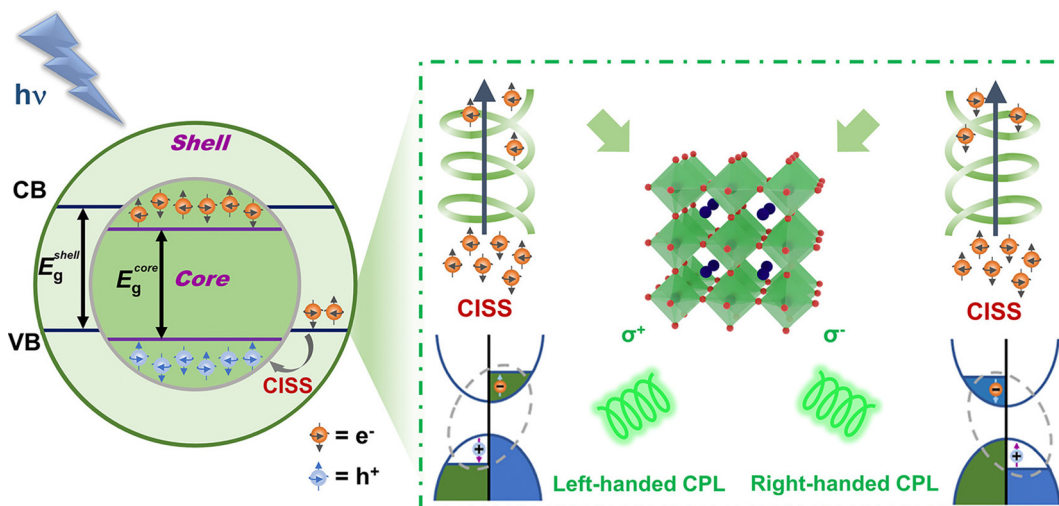 hν
Shell
CB
E_g^shell
E_g^core
Core
VB
CISS
= e⁻
= h⁺
CISS
CISS
σ⁺
σ⁻
−
+
−
+
Left-handed CPL
Right-handed CPL